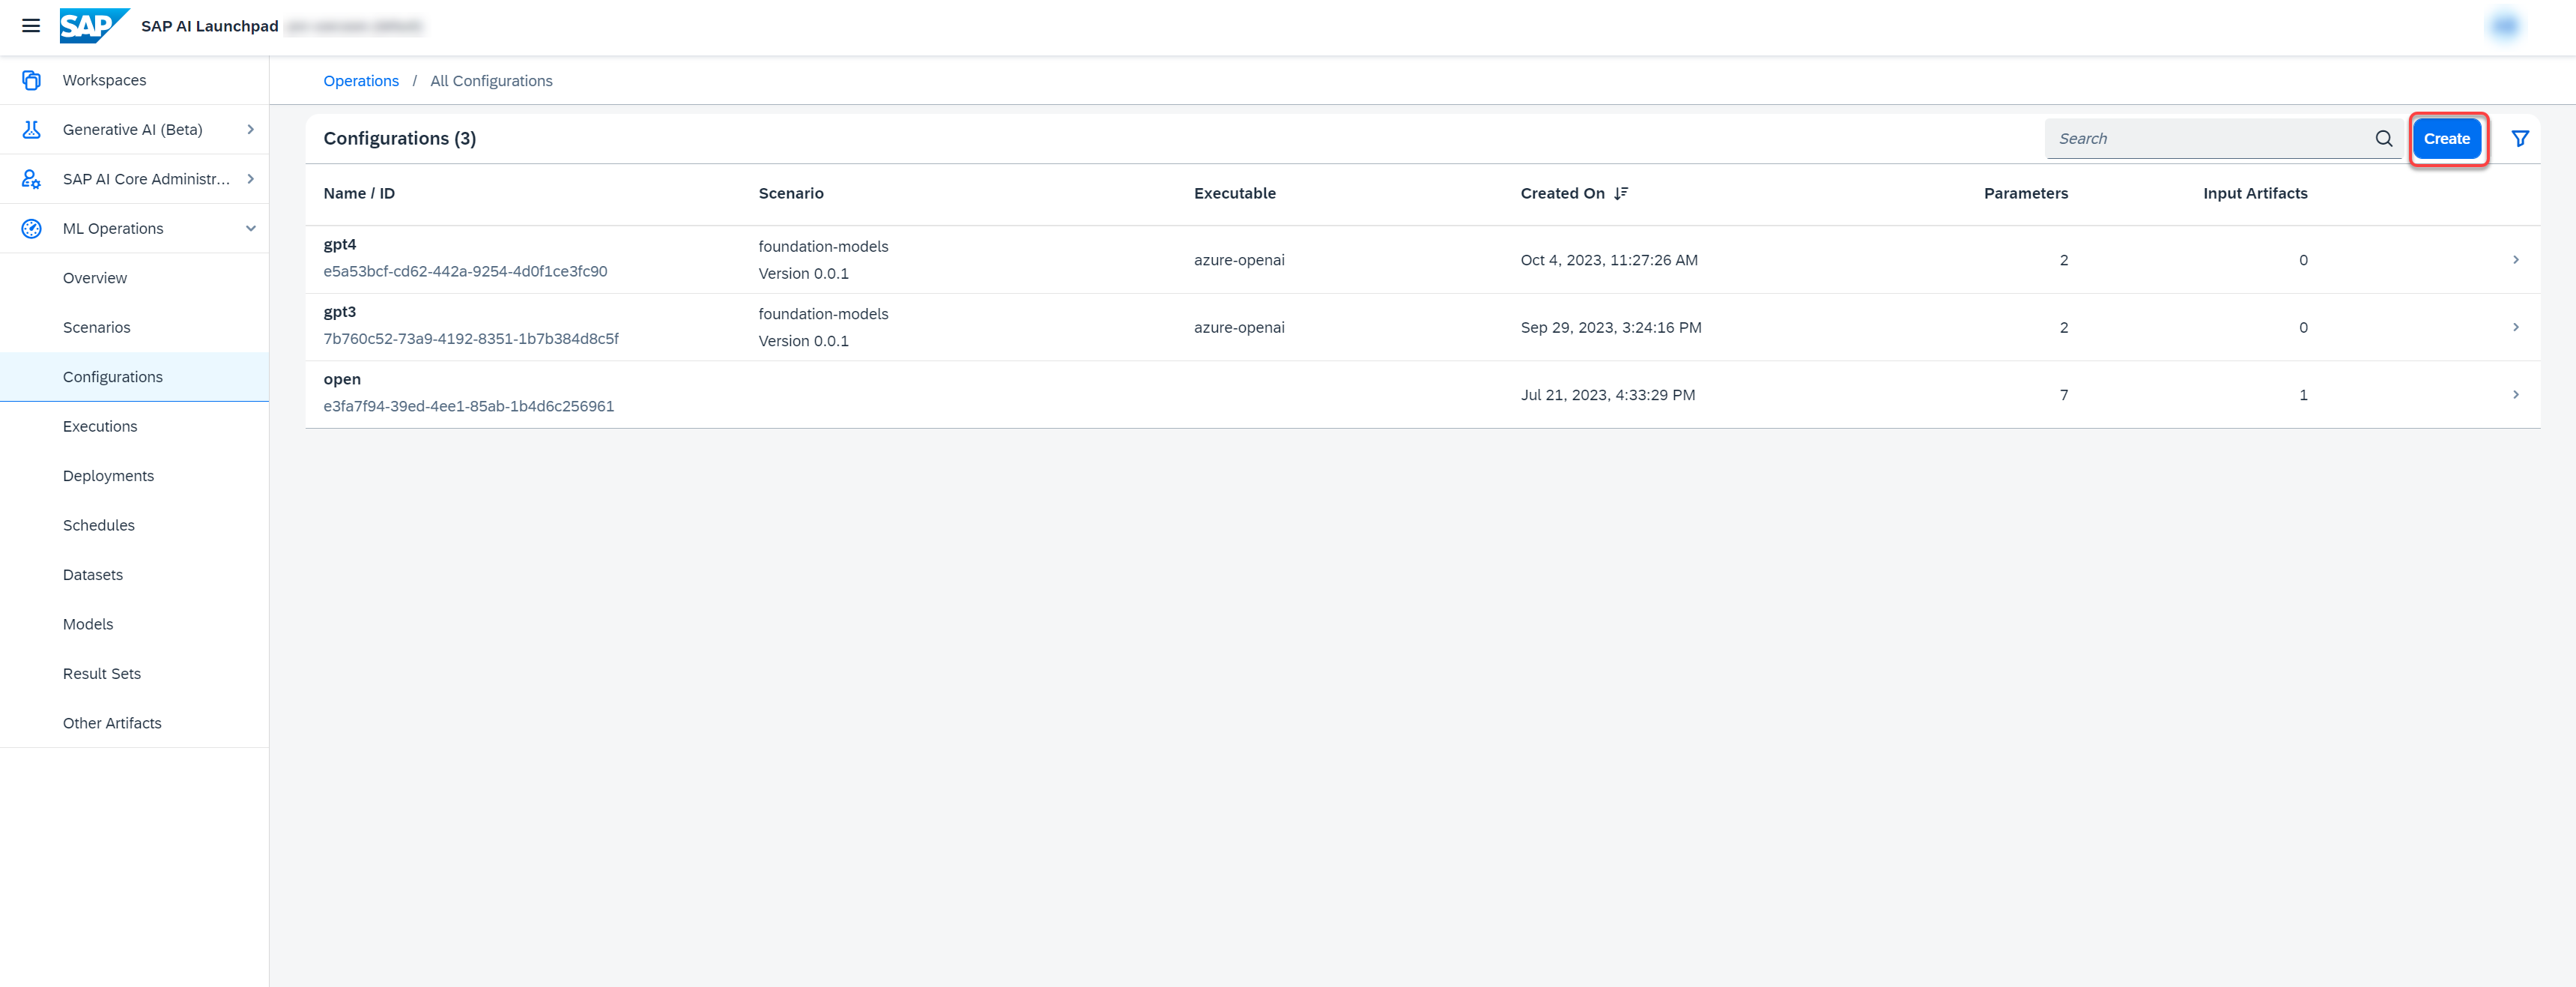 SAP SAP AI Launchpad
Workspaces
Generative AI (Beta)
SAP AI Core Administr...
ML Operations
Overview
Scenarios
Configurations
Executions
Deployments
Schedules
Datasets
Models
Result Sets
Other Artifacts
Operations / All Configurations
Configurations (3)
Search
Create
Name / ID Scenario Executable Created On Parameters Input Artifacts
gpt4
e5a53bcf-cd62-442a-9254-4d0f1ce3fc90
foundation-models
Version 0.0.1
azure-openai
Oct 4, 2023, 11:27:26 AM
2
0
gpt3
7b760c52-73a9-4192-8351-1b7b384d8c5f
foundation-models
Version 0.0.1
azure-openai
Sep 29, 2023, 3:24:16 PM
2
0
open
e3fa7f94-39ed-4ee1-85ab-1b4d6c256961
Jul 21, 2023, 4:33:29 PM
7
1